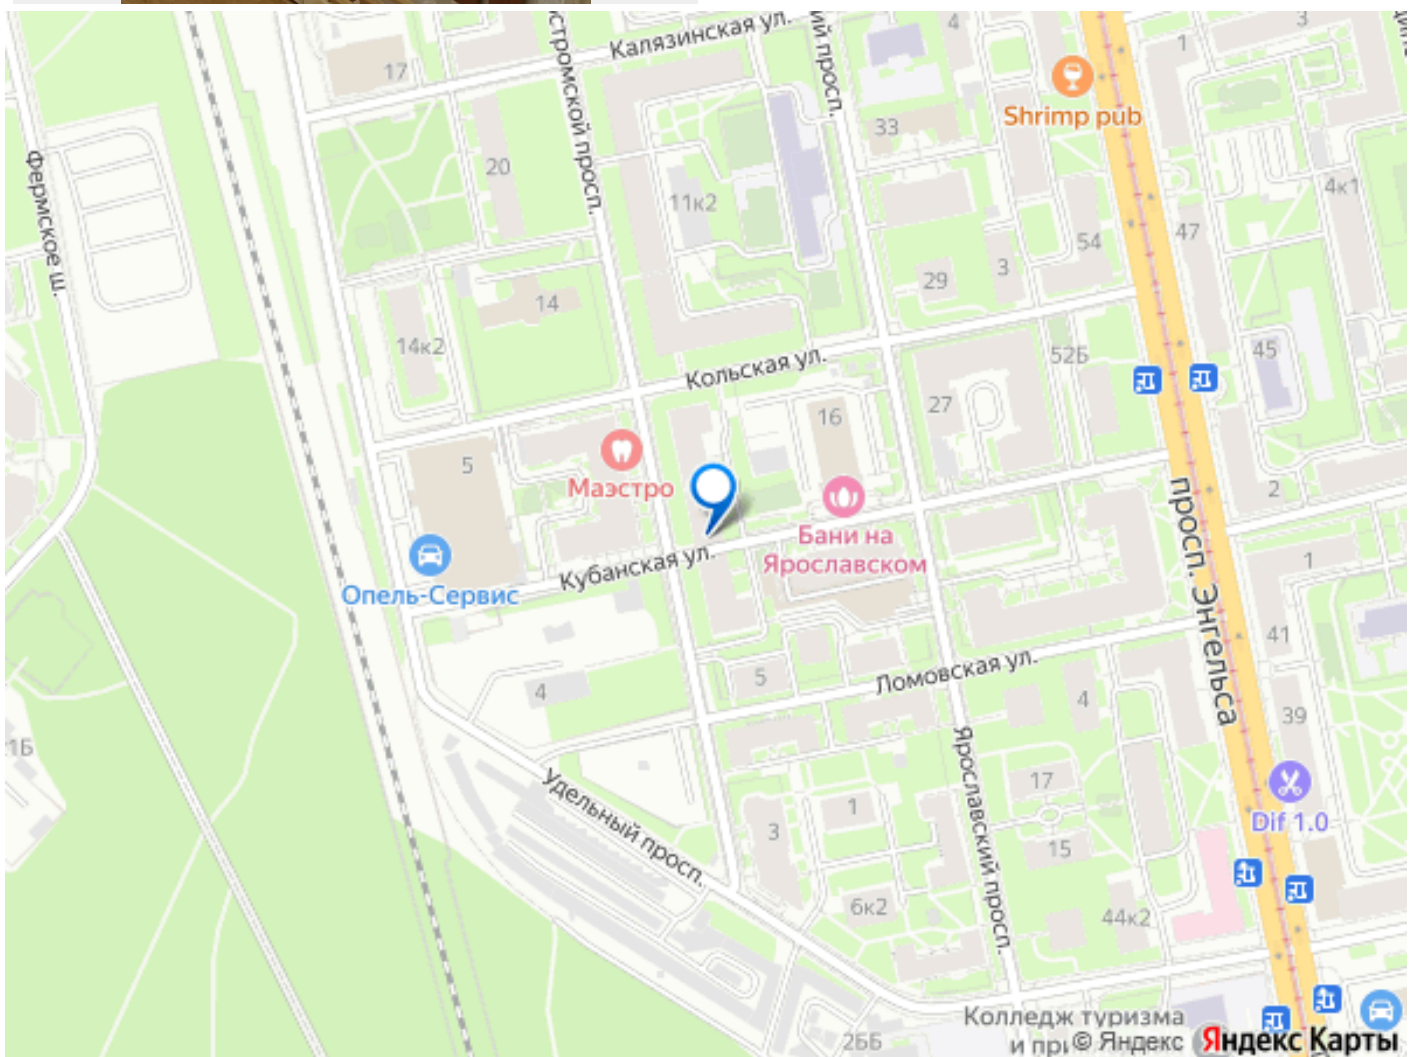 Калязинская ул.
4
3
1
17
Shrimp pub
33
20
Фермское ш.
стромской просп.
ий просп.
11к2
4к1
47
54
29
3
14
14к2
Кольская ул.
52Б
45
27
16
5
Маэстро
2
Бани на
Ярославском
просп. Энгельса
Кубанская ул.
Опель-Сервис
1
41
Ломовская ул.
5
4
4
39
1Б
Ярославский просп.
17
Удельный просп.
1
3
Dif 1.0
15
6к2
44к2
Колледж туризма
2ББ
и при
© Яндекс
Яндекс Карты